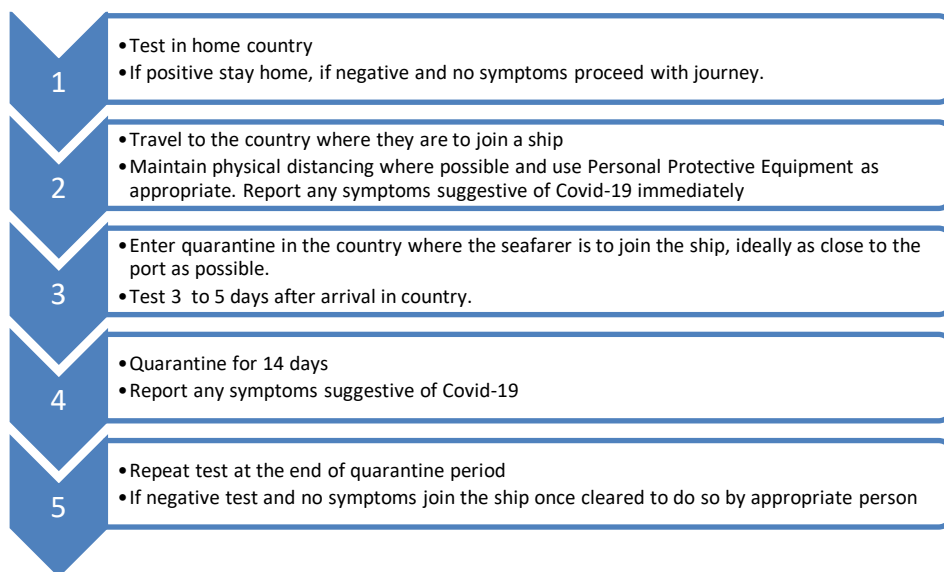 1
•Test in home country
•If positive stay home, if negative and no symptoms proceed with journey.
2
•Travel to the country where they are to join a ship
•Maintain physical distancing where possible and use Personal Protective Equipment as
appropriate. Report any symptoms suggestive of Covid-19 immediately
3
•Enter quarantine in the country where the seafarer is to join the ship, ideally as close to the
port as possible.
•Test 3 to 5 days after arrival in country.
4
•Quarantine for 14 days
•Report any symptoms suggestive of Covid-19
5
•Repeat test at the end of quarantine period
•If negative test and no symptoms join the ship once cleared to do so by appropriate person